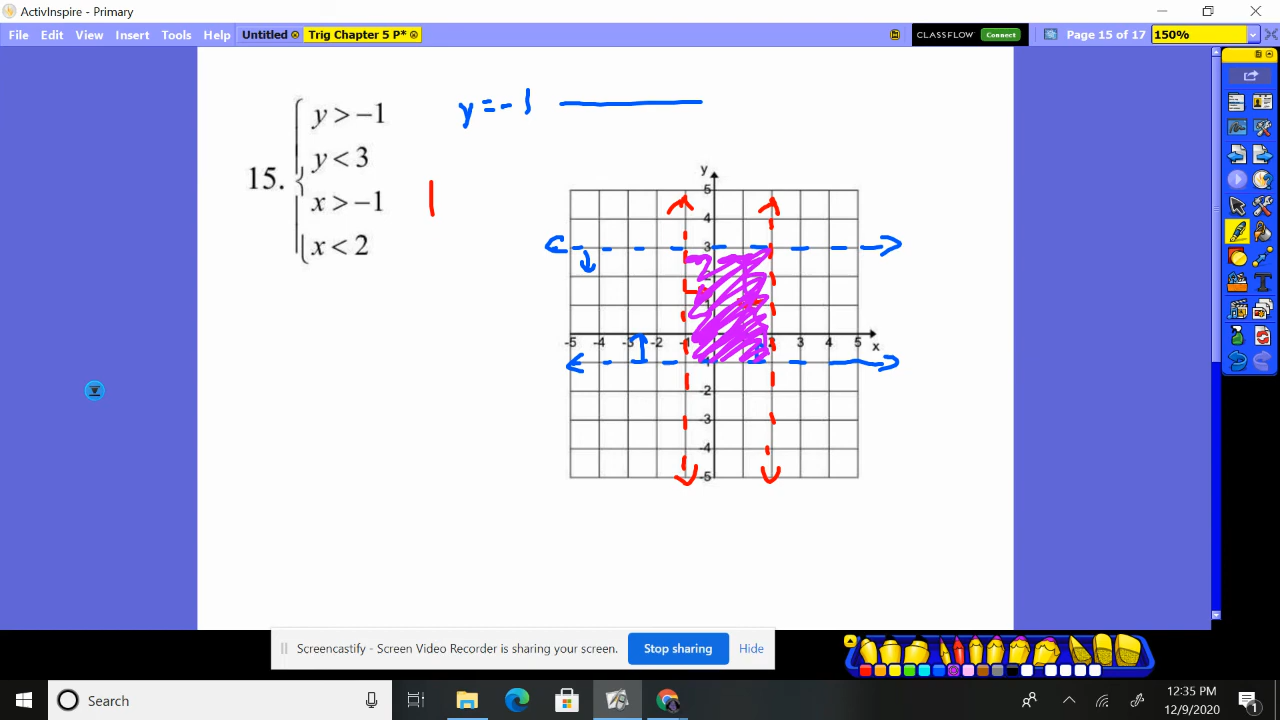 ActivInspire - Primary
File Edit View Insert Tools Help Untitled Trig Chapter 5 P* CLASSFLOW Connect Page 15 of 17 150%
y = -1
15. { y > −1
y < 3
x > −1
x < 2
y
5
4
3
2
1
-5 -4 -3 -2 -1 2 3 4 5 x
-2
-3
-4
-5
Screencastify - Screen Video Recorder is sharing your screen. Stop sharing Hide
Search
12:35 PM
12/9/2020
1